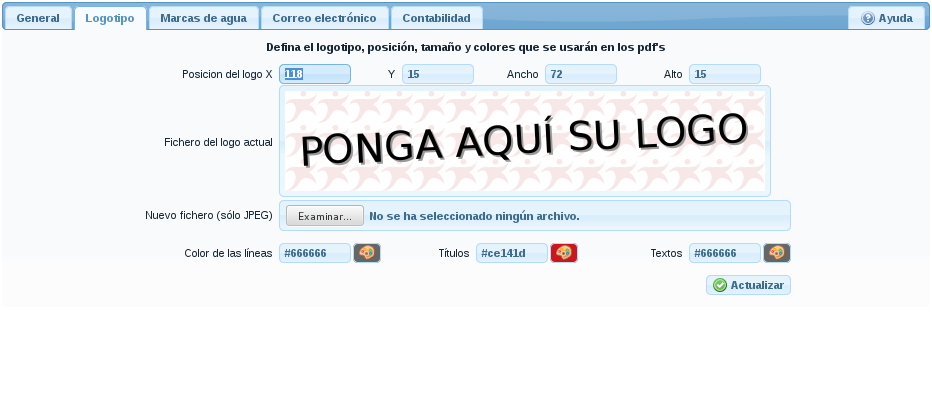 General Logotipo Marcas de agua Correo electrónico Contabilidad Ayuda
Defina el logotipo, posición, tamaño y colores que se usarán en los pdf's
Posicion del logo X 118 Y 15 Ancho 72 Alto 15
Fichero del logo actual
PONGA AQUÍ SU LOGO
Nuevo fichero (sólo JPEG) Examinar... No se ha seleccionado ningún archivo.
Color de las líneas #666666 Títulos #ce141d Textos #666666
Actualizar